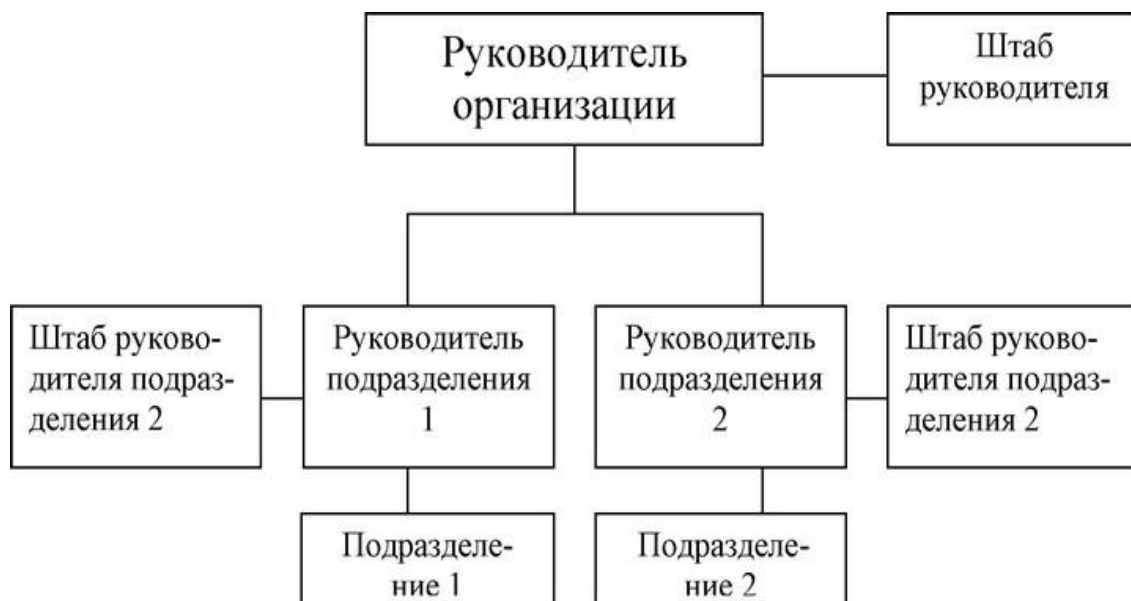 Руководитель
организации
Штаб
руководителя
Штаб руково-
дителя подраз-
деления 2
Руководитель
подразделения
1
Руководитель
подразделения
2
Штаб руково-
дителя подраз-
деления 2
Подразделе-
ние 1
Подразделе-
ние 2